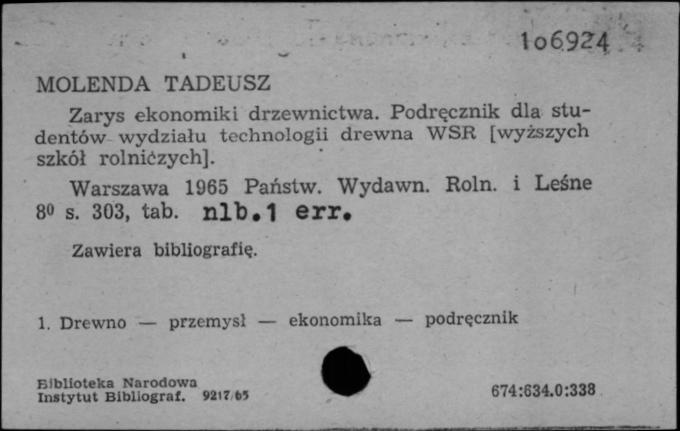 106924
MOLENDA TADEUSZ
Zarys ekonomiki drzewnictwa. Podręcznik dla stu-
dentów wydziału technologii drewna WSR [wyższych
szkół rolniczych].
Warszawa 1965 Państw. Wydawn. Roln. i Leśne
8⁰ s. 303, tab. nlb.1 err.
Zawiera bibliografię.
1. Drewno — przemysł — ekonomika — podręcznik
Biblioteka Narodowa
Instytut Bibliograf. 9217/65
674:634.0:338